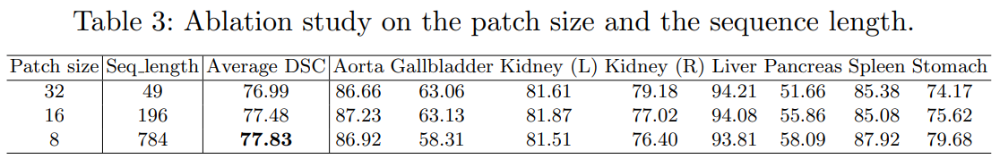 Table 3: Ablation study on the patch size and the sequence length.
Patch size Seq_length Average DSC Aorta Gallbladder Kidney (L) Kidney (R) Liver Pancreas Spleen Stomach
32 49 76.99 86.66 63.06 81.61 79.18 94.21 51.66 85.38 74.17
16 196 77.48 87.23 63.13 81.87 77.02 94.08 55.86 85.08 75.62
8 784 77.83 86.92 58.31 81.51 76.40 93.81 58.09 87.92 79.68